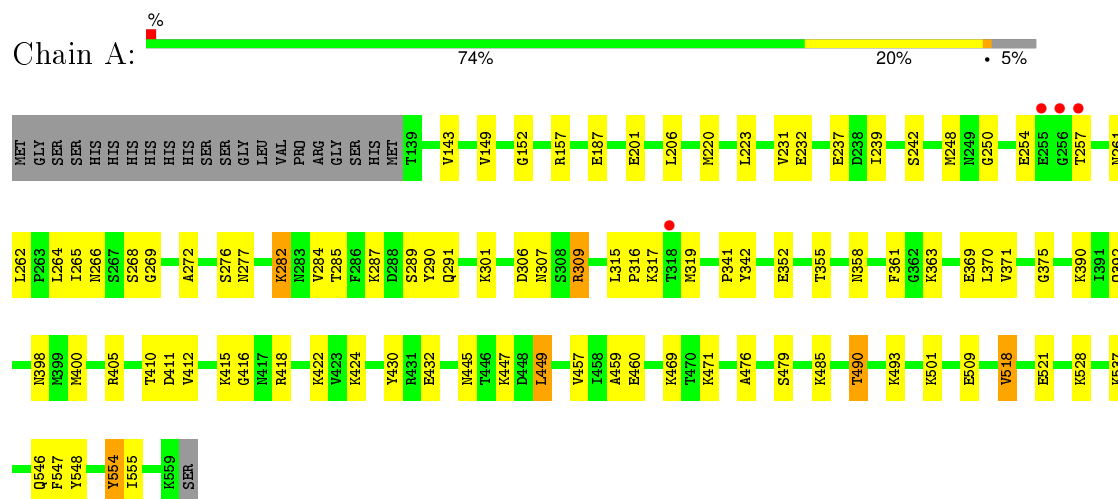 %
Chain A:
74% 20% • 5%
MET GLY SER SER HIS HIS HIS HIS HIS HIS SER SER GLY LEU VAL PRO ARG GLY SER HIS MET T139 V143 V149 G152 R157 E187 E201 L206 M220 L223 V231 E232 E237 D238 I239 S242 M248 N249 G250 E254 E255 G256 T257 N261
L262 P263 L264 I265 N266 S267 S268 G269 A272 S276 N277 K282 N283 V284 T285 F286 K287 D288 S289 Y290 Q291 K301 D306 N307 S308 R309 L315 P316 K317 T318 M319 P341 Y342 E352 T355 N358 F361 G362 K363 E369 L370 V371 G375 K390 I391
N398 M399 M400 R405 T410 D411 V412 K415 G416 N417 R418 K422 V423 K424 Y430 R431 E432 N445 T446 K447 D448 L449 V457 I458 A459 E460 K469 T470 K471 A476 S479 K485 T490 K493 K501 E509 V518 E521 K528
Q546 F547 Y548 Y554 I555 K559 SER